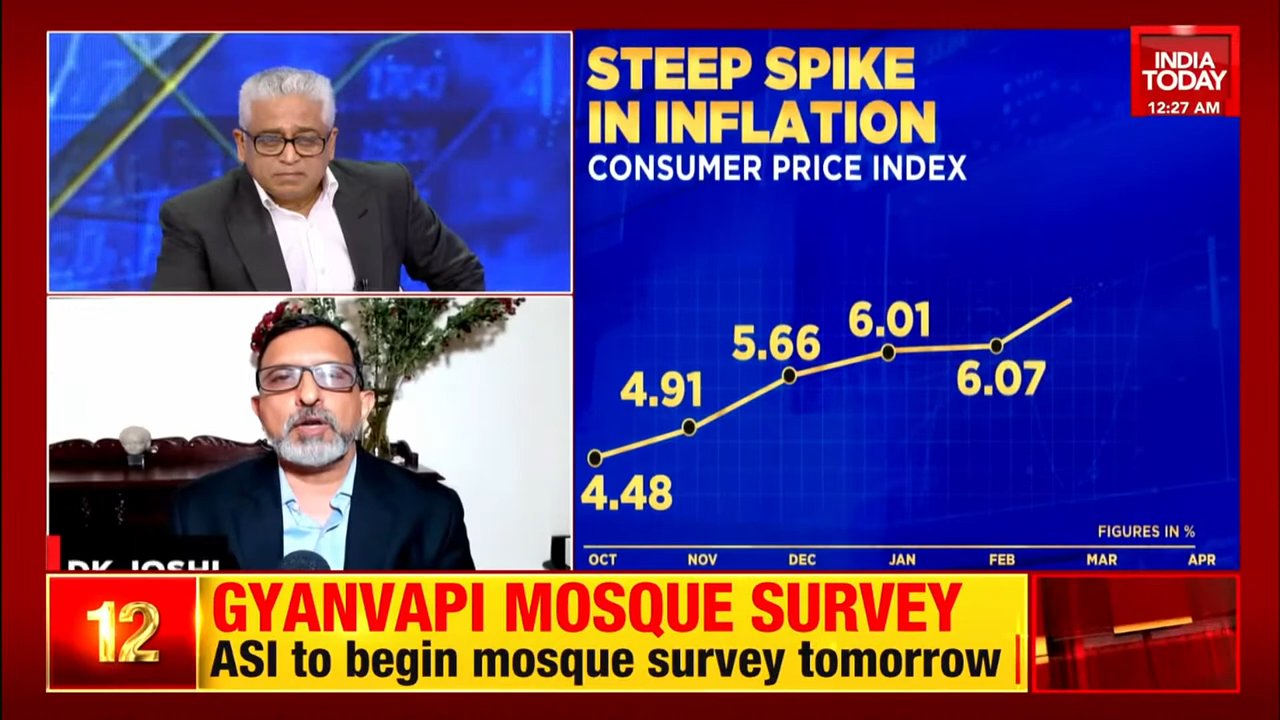 STEEP SPIKE
IN INFLATION
CONSUMER PRICE INDEX
INDIA
TODAY
12:27 AM
4.48
4.91
5.66
6.01
6.07
FIGURES IN %
OCT NOV DEC JAN FEB MAR APR
DK JOSHI
12
GYANVAPI MOSQUE SURVEY
ASI to begin mosque survey tomorrow